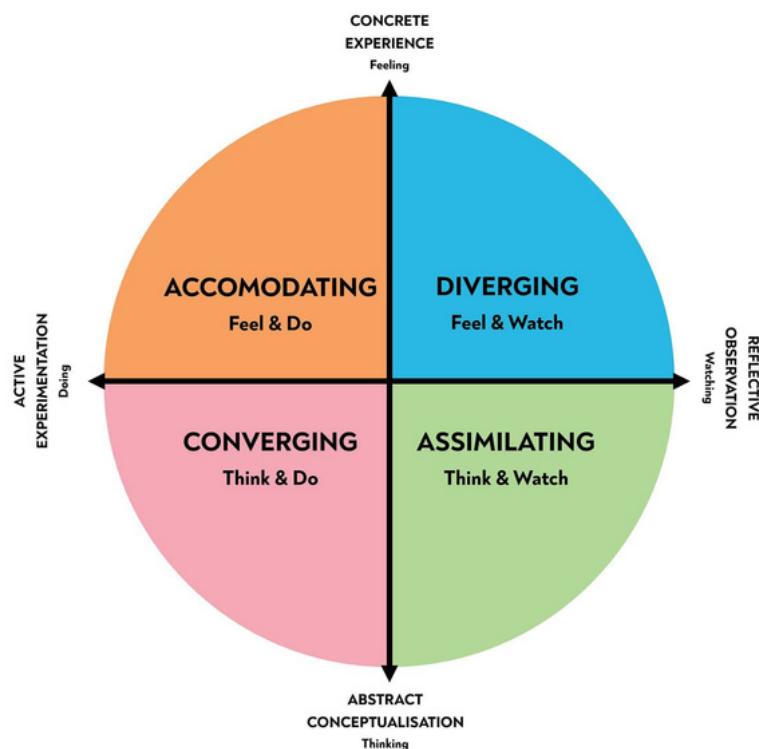 CONCRETE
EXPERIENCE
Feeling
ACCOMODATING
Feel & Do
DIVERGING
Feel & Watch
ACTIVE
EXPERIMENTATION
Doing
REFLECTIVE
OBSERVATION
Watching
CONVERGING
Think & Do
ASSIMILATING
Think & Watch
ABSTRACT
CONCEPTUALISATION
Thinking